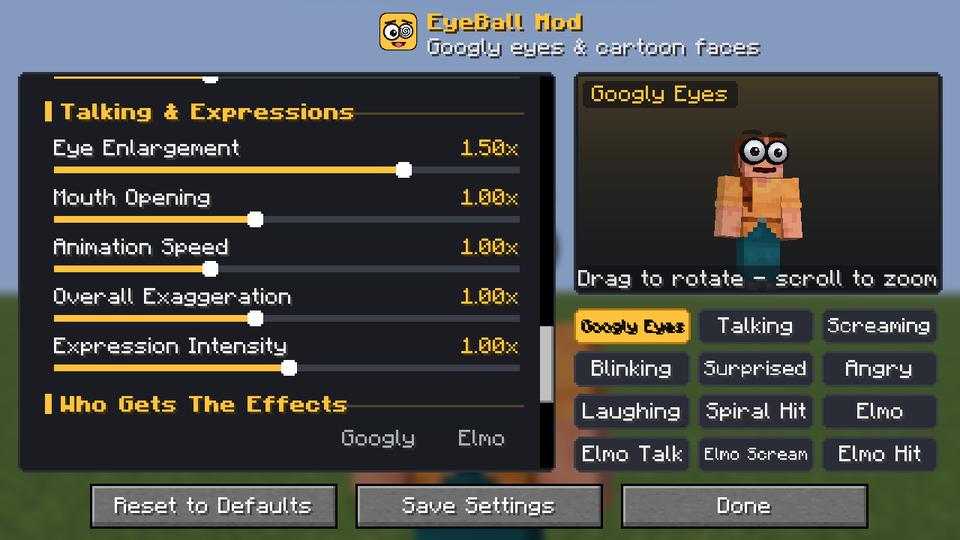 EyeBall Mod
Googly eyes & cartoon faces
Talking & Expressions
Eye Enlargement 1.50x
Mouth Opening 1.00x
Animation Speed 1.00x
Overall Exaggeration 1.00x
Expression Intensity 1.00x
Who Gets The Effects
Googly Elmo
Googly Eyes
Drag to rotate - scroll to zoom
Googly Eyes Talking Screaming
Blinking Surprised Angry
Laughing Spiral Hit Elmo
Elmo Talk Elmo Scream Elmo Hit
Reset to Defaults Save Settings Done